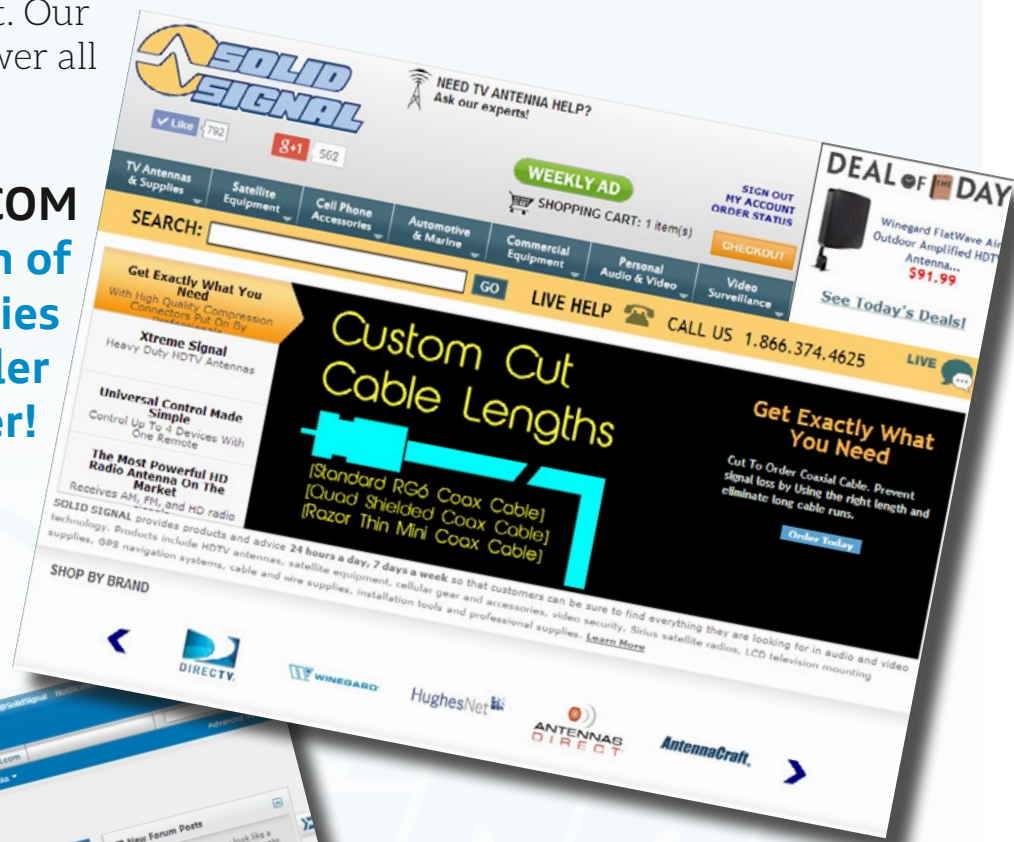 t. Our
wer all
COM
n of
ies
ler
er!
SOLID
SIGNAL
Like 792
g+1 562
NEED TV ANTENNA HELP?
Ask our experts!
WEEKLY AD
SHOPPING CART: 1 item(s)
SIGN OUT
MY ACCOUNT
ORDER STATUS
CHECKOUT
DEAL OF THE DAY
Winegard FlatWave Air
Outdoor Amplified HDTV
Antenna...
$91.99
See Today's Deals!
TV Antennas
& Supplies
Satellite
Equipment
Cell Phone
Accessories
Automotive
& Marine
Commercial
Equipment
Personal
Audio & Video
Video
Surveillance
SEARCH:
GO
LIVE HELP
CALL US 1.866.374.4625
LIVE
Get Exactly What You
Need
With High Quality Compression
Connectors Put On By
Professionals
Xtreme Signal
Heavy Duty HDTV Antennas
Universal Control Made
Simple
Control Up To 4 Devices With
One Remote
The Most Powerful HD
Radio Antenna On The
Market
Receives AM, FM, and HD radio
Custom Cut
Cable Lengths
[Standard RG6 Coax Cable]
[Quad Shielded Coax Cable]
[Razor Thin Mini Coax Cable]
Get Exactly What
You Need
Cut To Order Coaxial Cable. Prevent
signal loss by Using the right length and
eliminate long cable runs.
Order Today
SOLID SIGNAL provides products and advice 24 hours a day, 7 days a week so that customers can be sure to find everything they are looking for in audio and video
technology. Products include HDTV antennas, satellite equipment, cellular gear and accessories, video security, Sirius satellite radios, LCD television mounting
supplies, GPS navigation systems, cable and wire supplies, installation tools and professional supplies. Learn More
SHOP BY BRAND
DIRECTV.
WINEGARD
HughesNet
ANTENNAS
DIRECT
AntennaCraft.
@SolidSignal
Advanced
.com
New Forum Posts
look like a